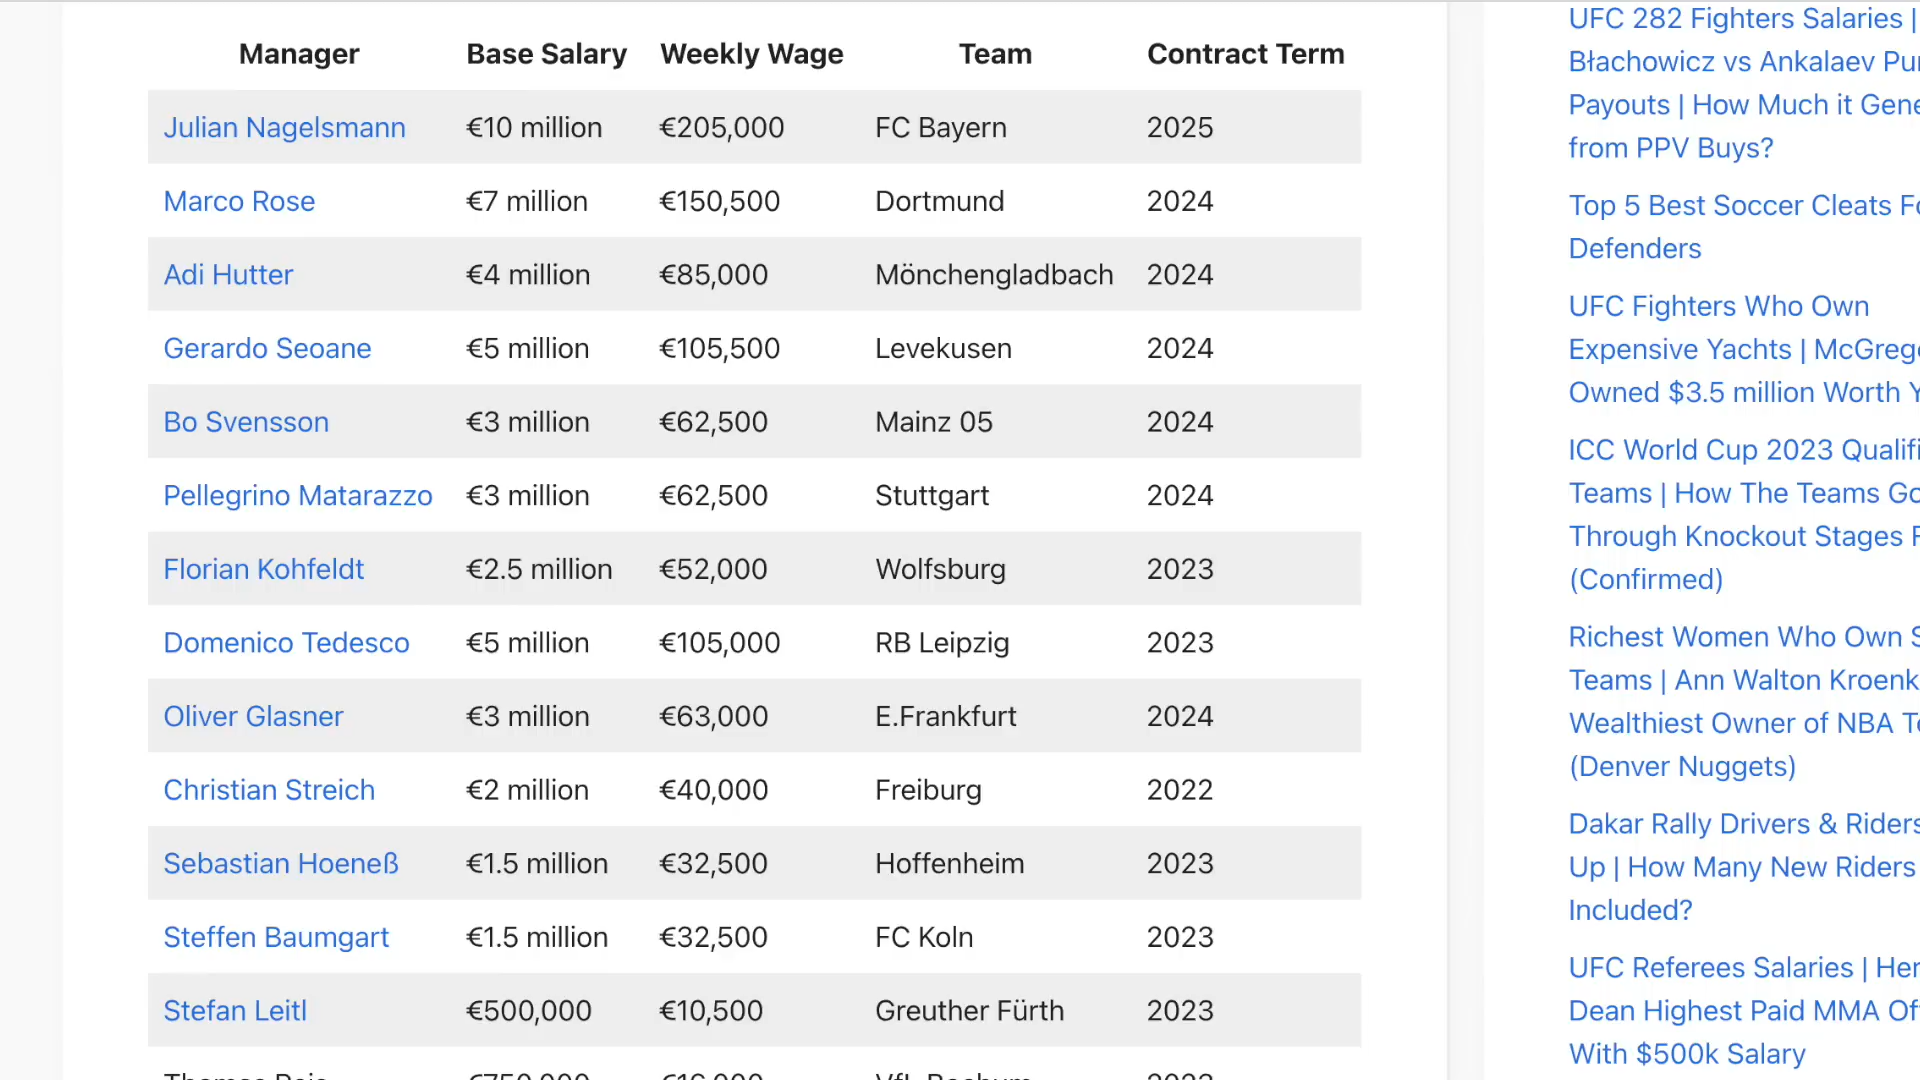 Manager Base Salary Weekly Wage Team Contract Term
Julian Nagelsmann €10 million €205,000 FC Bayern 2025
Marco Rose €7 million €150,500 Dortmund 2024
Adi Hutter €4 million €85,000 Mönchengladbach 2024
Gerardo Seoane €5 million €105,500 Levekusen 2024
Bo Svensson €3 million €62,500 Mainz 05 2024
Pellegrino Matarazzo €3 million €62,500 Stuttgart 2024
Florian Kohfeldt €2.5 million €52,000 Wolfsburg 2023
Domenico Tedesco €5 million €105,000 RB Leipzig 2023
Oliver Glasner €3 million €63,000 E.Frankfurt 2024
Christian Streich €2 million €40,000 Freiburg 2022
Sebastian Hoeneß €1.5 million €32,500 Hoffenheim 2023
Steffen Baumgart €1.5 million €32,500 FC Koln 2023
Stefan Leitl €500,000 €10,500 Greuther Fürth 2023
UFC 282 Fighters Salaries |
Błachowicz vs Ankalaev
Payouts | How Much it
from PPV Buys?
Top 5 Best Soccer Cleats
Defenders
UFC Fighters Who Own
Expensive Yachts |
Owned $3.5 million Worth
ICC World Cup 2023
Teams | How The Teams
Through Knockout Stages
(Confirmed)
Richest Women Who Own
Teams | Ann Walton
Wealthiest Owner of NBA
(Denver Nuggets)
Dakar Rally Drivers & Riders
Up | How Many New Riders
Included?
UFC Referees Salaries |
Dean Highest Paid MMA
With $500k Salary